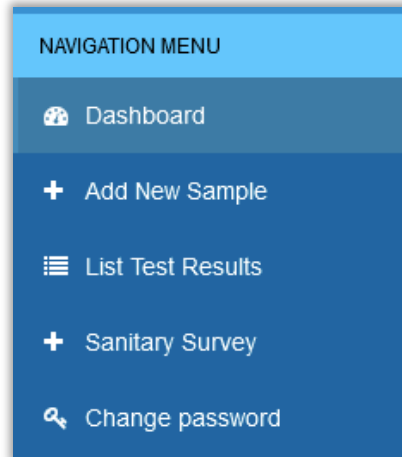 NAVIGATION MENU
Dashboard
Add New Sample
List Test Results
Sanitary Survey
Change password